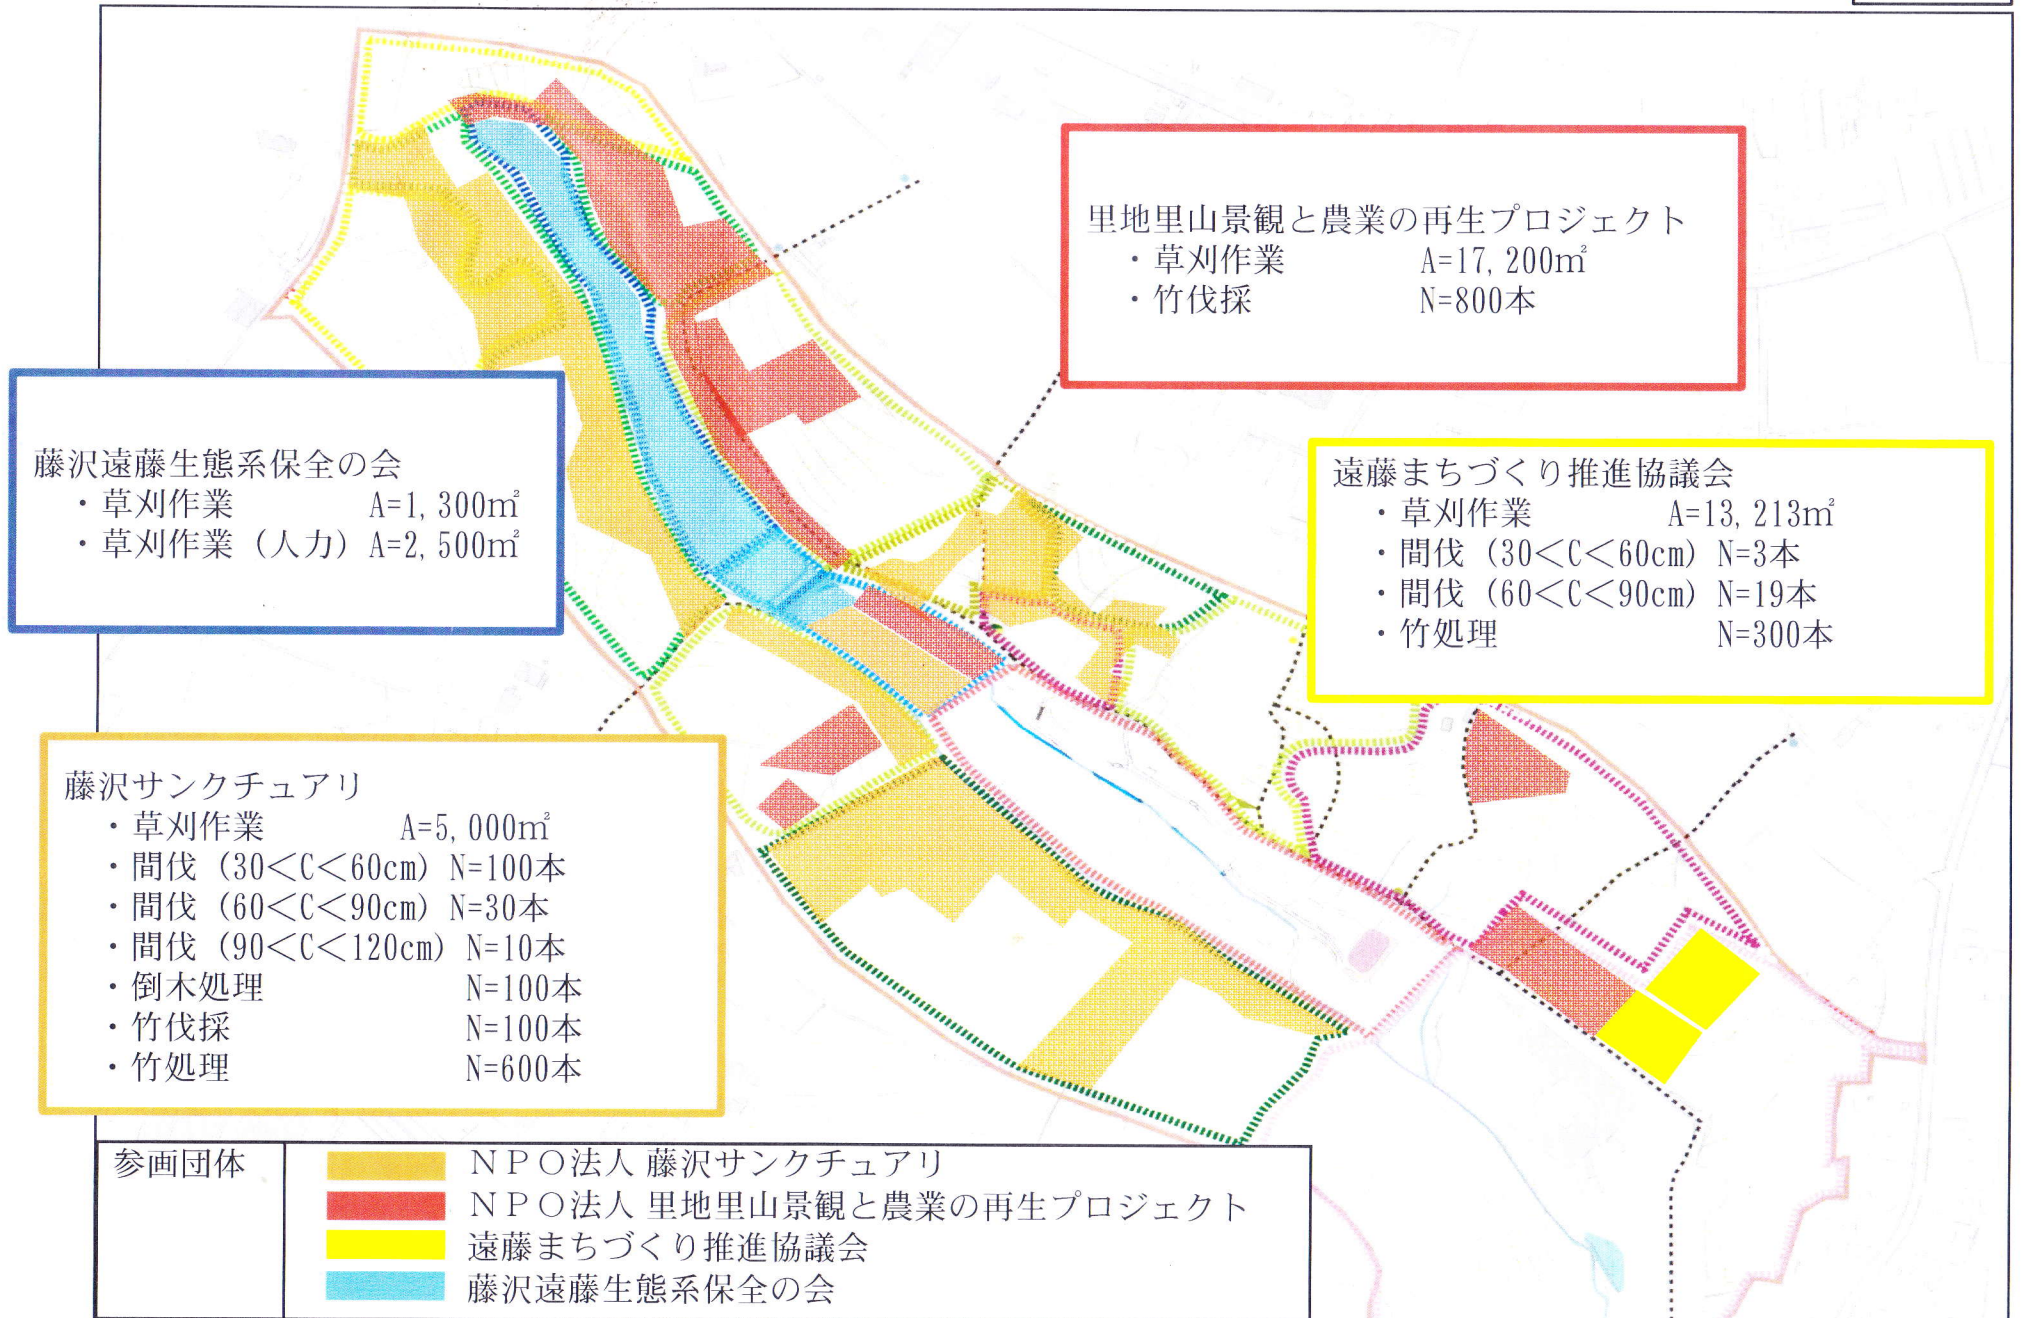 里地里山景観と農業の再生プロジェクト
・草刈作業 A=17,200㎡
・竹伐採 N=800本
藤沢遠藤生態系保全の会
・草刈作業 A=1,300㎡
・草刈作業（人力）A=2,500㎡
遠藤まちづくり推進協議会
・草刈作業 A=13,213㎡
・間伐（30＜C＜60cm）N=3本
・間伐（60＜C＜90cm）N=19本
・竹処理 N=300本
藤沢サンクチュアリ
・草刈作業 A=5,000㎡
・間伐（30＜C＜60cm）N=100本
・間伐（60＜C＜90cm）N=30本
・間伐（90＜C＜120cm）N=10本
・倒木処理 N=100本
・竹伐採 N=100本
・竹処理 N=600本
参画団体
ＮＰＯ法人 藤沢サンクチュアリ
ＮＰＯ法人 里地里山景観と農業の再生プロジェクト
遠藤まちづくり推進協議会
藤沢遠藤生態系保全の会